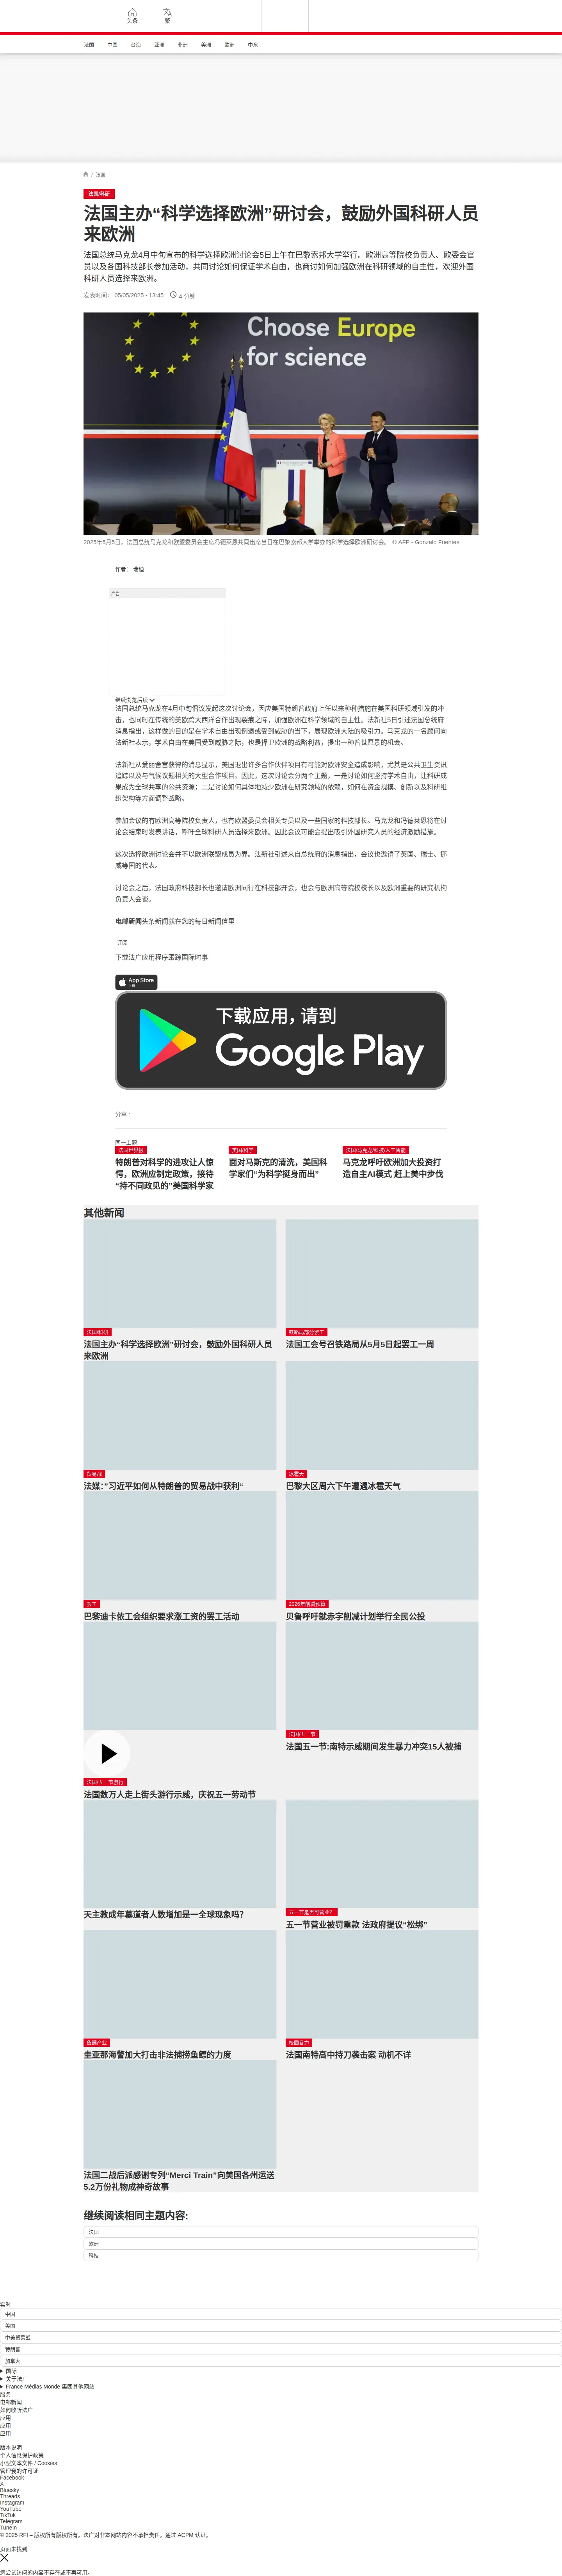 头条
繁
法国
中国
台海
亚洲
非洲
美洲
欧洲
中东
法国
法国/科研
法国主办“科学选择欧洲”研讨会，鼓励外国科研人员
来欧洲
法国总统马克龙4月中旬宣布的科学选择欧洲讨论会5日上午在巴黎索邦大学举行。欧洲高等院校负责人、欧委会官
员以及各国科技部长参加活动，共同讨论如何保证学术自由，也商讨如何加强欧洲在科研领域的自主性，欢迎外国
科研人员选择来欧洲。
发表时间： 05/05/2025 - 13:45
4 分钟
Choose Europe
for science
2025年5月5日，法国总统马克龙和欧盟委员会主席冯德莱恩共同出席当日在巴黎索邦大学举办的科学选择欧洲研讨会。 © AFP - Gonzalo Fuentes
作者： 瑞迪
广告
继续浏览后续
法国总统马克龙在4月中旬倡议发起这次讨论会，因应美国特朗普政府上任以来种种措施在美国科研领域引发的冲
击，也同时在传统的美欧跨大西洋合作出现裂痕之际，加强欧洲在科学领域的自主性。法新社5日引述法国总统府
消息指出，这样做的目的是在学术自由出现倒退或受到威胁的当下，展现欧洲大陆的吸引力。马克龙的一名顾问向
法新社表示，学术自由在美国受到威胁之际，也是捍卫欧洲的战略利益，提出一种普世愿景的机会。
法新社从爱丽舍宫获得的消息显示，美国退出许多合作伙伴项目有可能对欧洲安全造成影响，尤其是公共卫生资讯
追踪以及与气候议题相关的大型合作项目。因此，这次讨论会分两个主题，一是讨论如何坚持学术自由，让科研成
果成为全球共享的公共资源；二是讨论如何具体地减少欧洲在研究领域的依赖，如何在资金规模、创新以及科研组
织架构等方面调整战略。
参加会议的有欧洲高等院校负责人，也有欧盟委员会相关专员以及一些国家的科技部长。马克龙和冯德莱恩将在讨
论会结束时发表讲话，呼吁全球科研人员选择来欧洲。因此会议可能会提出吸引外国研究人员的经济激励措施。
这次选择欧洲讨论会并不以欧洲联盟成员为界。法新社引述来自总统府的消息指出，会议也邀请了英国、瑞士、挪
威等国的代表。
讨论会之后，法国政府科技部长也邀请欧洲同行在科技部开会，也会与欧洲高等院校校长以及欧洲重要的研究机构
负责人会谈。
电邮新闻头条新闻就在您的每日新闻信里
订阅
下载法广应用程序跟踪国际时事
App Store
下载
下载应用，请到
Google Play
分享 :
同一主题
法国世界报
特朗普对科学的进攻让人惊
愕，欧洲应制定政策，接待
“持不同政见的”美国科学家
美国/科学
面对马斯克的清洗，美国科
学家们“为科学挺身而出”
法国/马克龙/科技/人工智能
马克龙呼吁欧洲加大投资打
造自主AI模式 赶上美中步伐
其他新闻
法国/科研
法国主办“科学选择欧洲”研讨会，鼓励外国科研人员
来欧洲
铁路局部分罢工
法国工会号召铁路局从5月5日起罢工一周
贸易战
法媒：”习近平如何从特朗普的贸易战中获利“
冰雹天
巴黎大区周六下午遭遇冰雹天气
罢工
巴黎迪卡侬工会组织要求涨工资的罢工活动
2026年削减预算
贝鲁呼吁就赤字削减计划举行全民公投
法国/五一节游行
法国数万人走上街头游行示威，庆祝五一劳动节
法国/五一节
法国五一节:南特示威期间发生暴力冲突15人被捕
天主教成年慕道者人数增加是一全球现象吗？
五一节是否可营业？
五一节营业被罚重款 法政府提议“松绑”
鱼鳔产业
圭亚那海警加大打击非法捕捞鱼鳔的力度
校园暴力
法国南特高中持刀袭击案 动机不详
法国二战后派感谢专列“Merci Train”向美国各州运送
5.2万份礼物成神奇故事
继续阅读相同主题内容:
法国
欧洲
科技
实时
中国
美国
中美贸易战
特朗普
加拿大
国际
关于法广
France Médias Monde 集团其他网站
服务
电邮新闻
如何收听法广
应用
应用
应用
版本说明
个人信息保护政策
小型文本文件 / Cookies
管理我的许可证
Facebook
X
Bluesky
Threads
Instagram
YouTube
TikTok
Telegram
TuneIn
© 2025 RFI – 版权所有版权所有。法广对非本网站内容不承担责任。通过 ACPM 认证。
页面未找到
您尝试访问的内容不存在或不再可用。